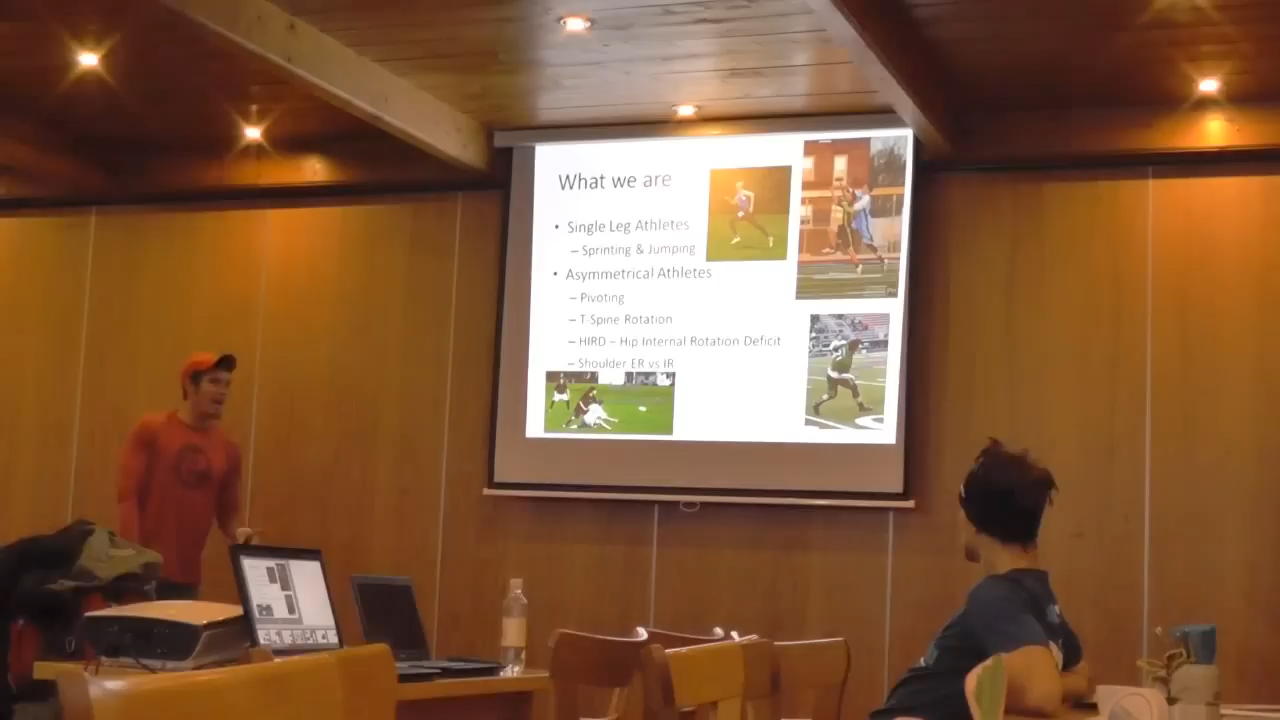 What we are
• Single Leg Athletes
– Sprinting & Jumping
• Asymmetrical Athletes
– Pivoting
– T-Spine Rotation
– HIRD – Hip Internal Rotation Deficit
– Shoulder ER vs IR